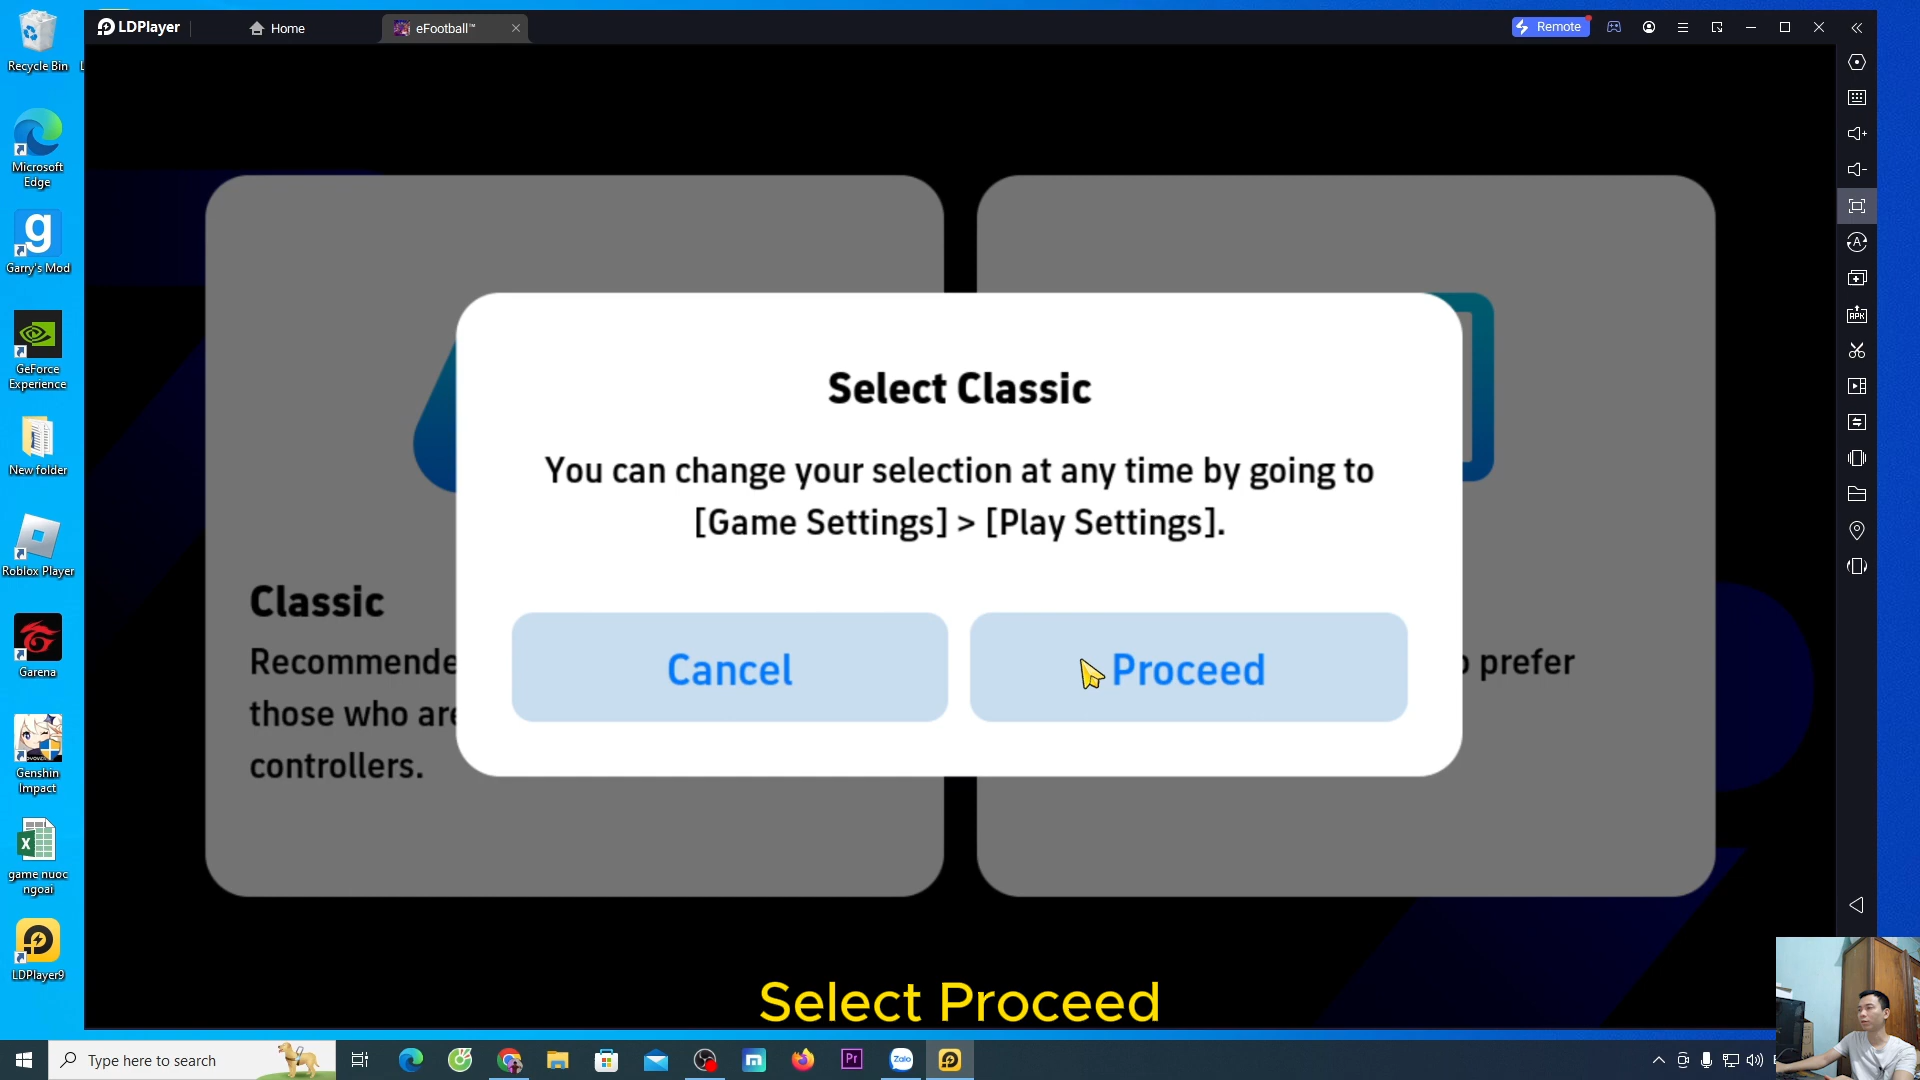 LDPlayer
Home
eFootball™
Remote
Recycle Bin
L
Microsoft
Edge
g
Garry's Mod
GeForce
Experience
New folder
Roblox Player
Garena
Genshin
Impact
game nuoc
ngoai
LDPlayer9
APK
Select Classic
You can change your selection at any time by going to
[Game Settings] > [Play Settings].
Cancel
Proceed
Classic
Recommende
those who are
controllers.
o prefer
Select Proceed
Type here to search
Pr
Zalo